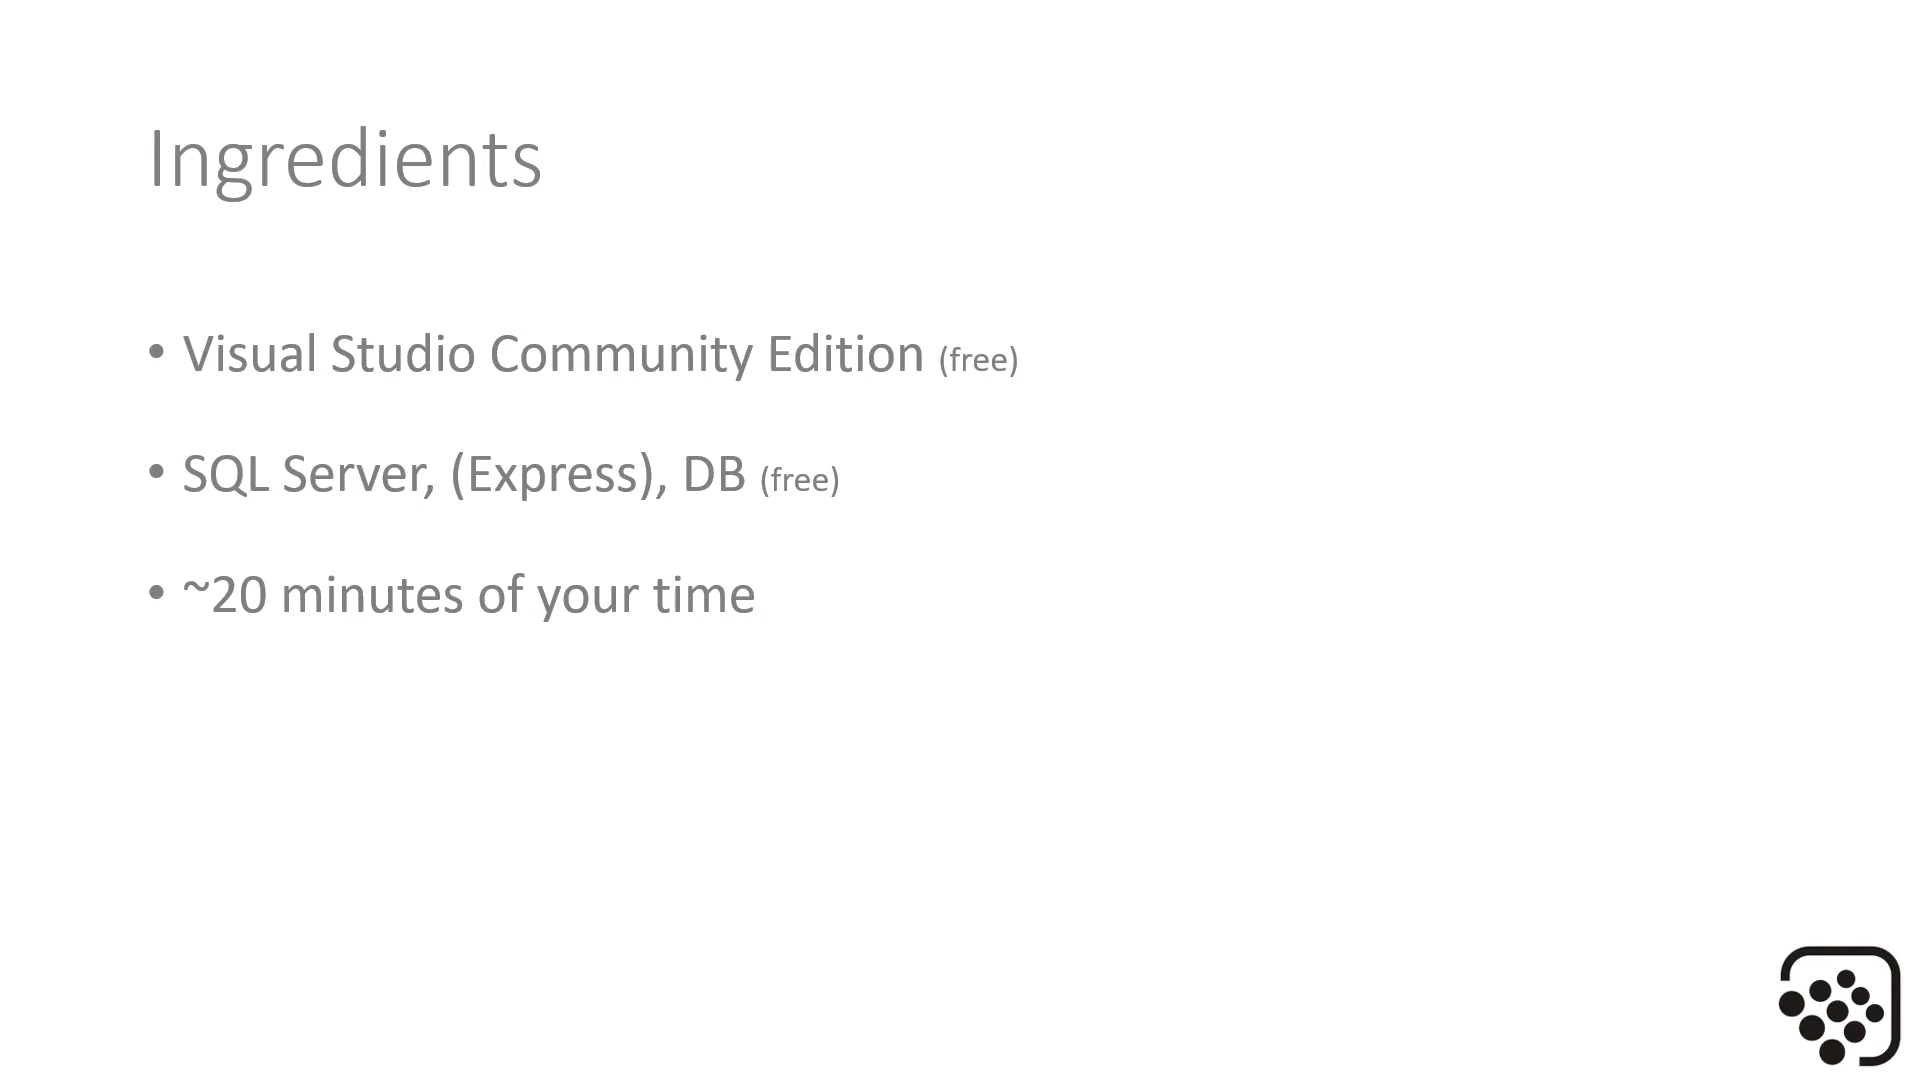 Ingredients
• Visual Studio Community Edition (free)
• SQL Server, (Express), DB (free)
• ~20 minutes of your time